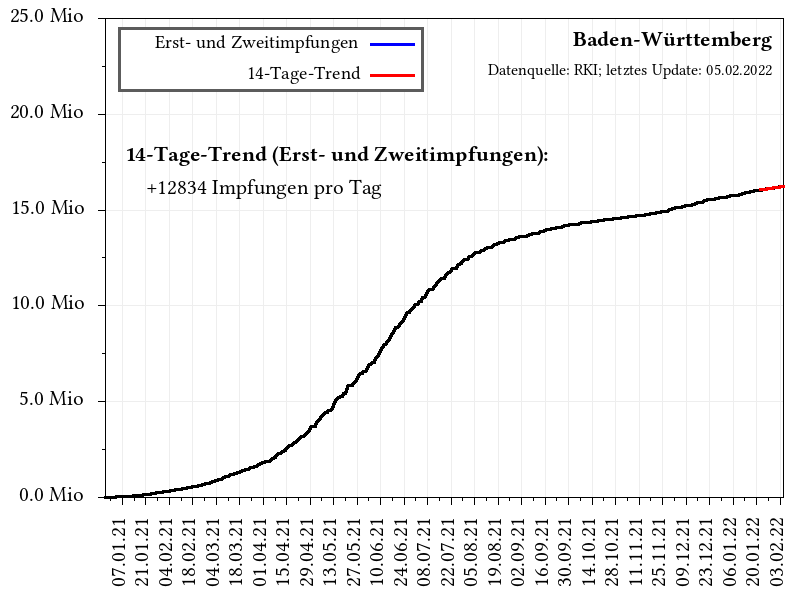 25.0 Mio
20.0 Mio
15.0 Mio
10.0 Mio
5.0 Mio
0.0 Mio
Erst- und Zweitimpfungen
14-Tage-Trend
Baden-Württemberg
Datenquelle: RKI; letztes Update: 05.02.2022
14-Tage-Trend (Erst- und Zweitimpfungen):
+12834 Impfungen pro Tag
07.01.21
21.01.21
04.02.21
18.02.21
04.03.21
18.03.21
01.04.21
15.04.21
29.04.21
13.05.21
27.05.21
10.06.21
24.06.21
08.07.21
22.07.21
05.08.21
19.08.21
02.09.21
16.09.21
30.09.21
14.10.21
28.10.21
11.11.21
25.11.21
09.12.21
23.12.21
06.01.22
20.01.22
03.02.22